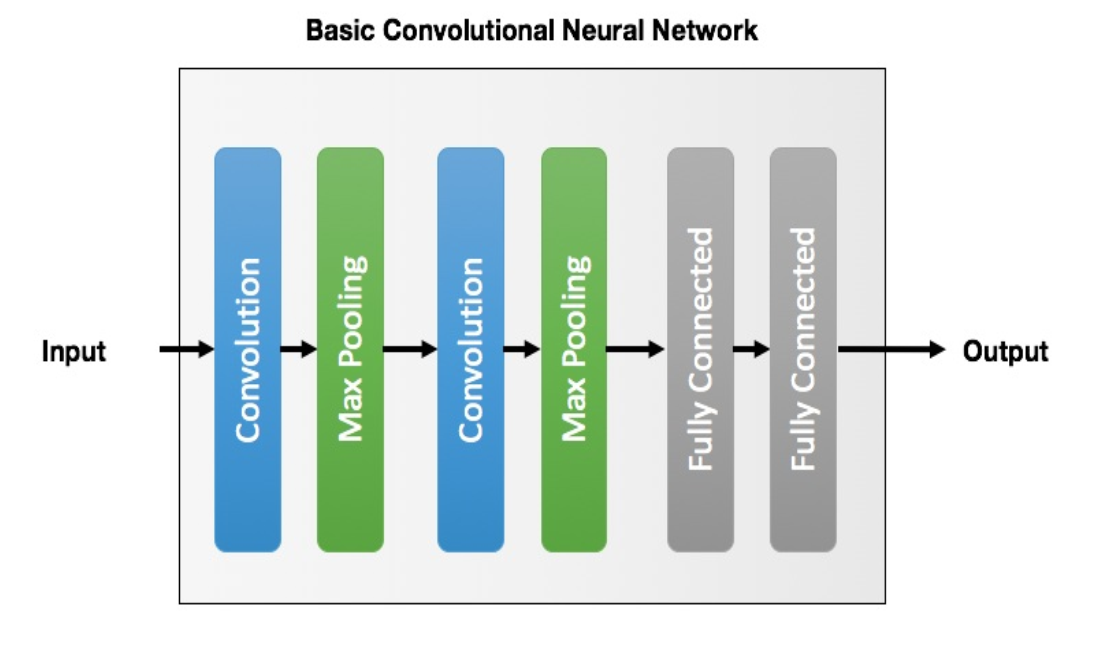 Basic Convolutional Neural Network
Input
Convolution
Max Pooling
Convolution
Max Pooling
Fully Connected
Fully Connected
Output